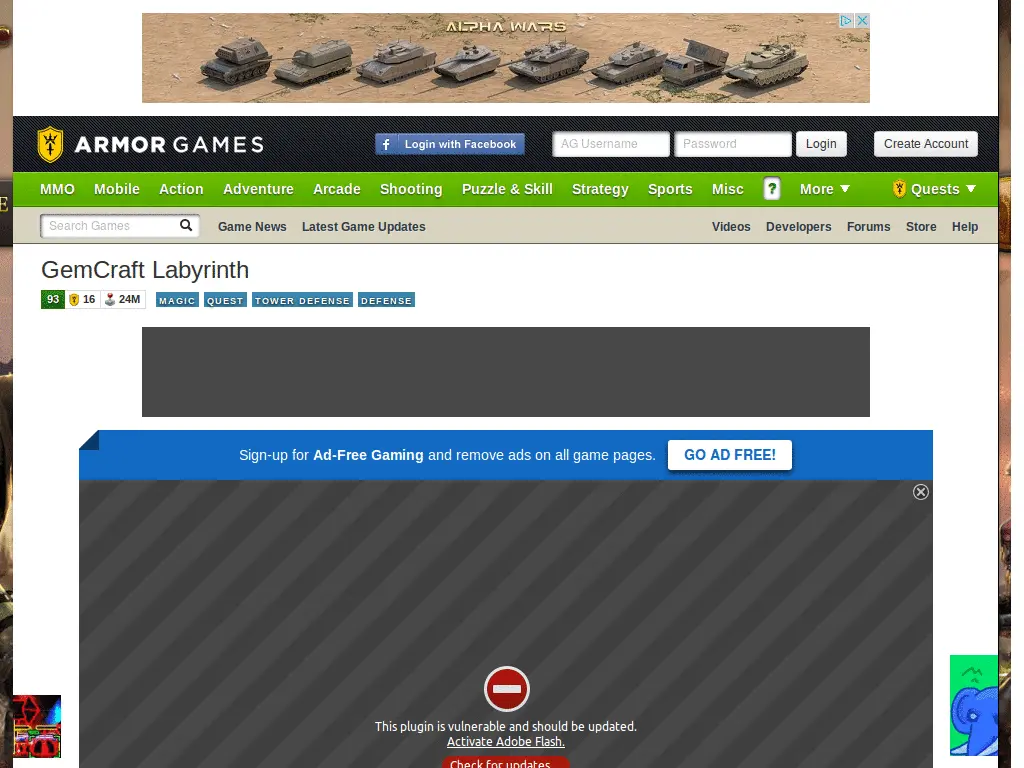 ALPHA WARS
ARMOR GAMES
Login with Facebook
AG Username
Password
Login
Create Account
MMO Mobile Action Adventure Arcade Shooting Puzzle & Skill Strategy Sports Misc ? More Quests
Search Games Game News Latest Game Updates Videos Developers Forums Store Help
GemCraft Labyrinth
93 16 24M MAGIC QUEST TOWER DEFENSE DEFENSE
Sign-up for Ad-Free Gaming and remove ads on all game pages. GO AD FREE!
This plugin is vulnerable and should be updated.
Activate Adobe Flash.
Check for updates...